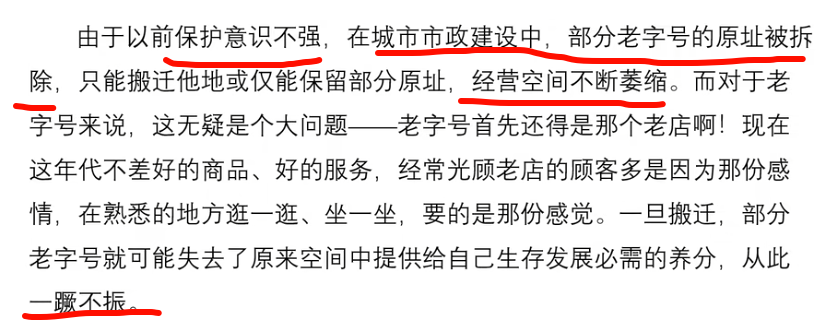 由于以前保护意识不强，在城市市政建设中，部分老字号的原址被拆
除，只能搬迁他地或仅能保留部分原址，经营空间不断萎缩。而对于老
字号来说，这无疑是个大问题——老字号首先还得是那个老店啊！现在
这年代不差好的商品、好的服务，经常光顾老店的顾客多是因为那份感
情，在熟悉的地方逛一逛、坐一坐，要的是那份感觉。一旦搬迁，部分
老字号就可能失去了原来空间中提供给自己生存发展必需的养分，从此
一蹶不振。